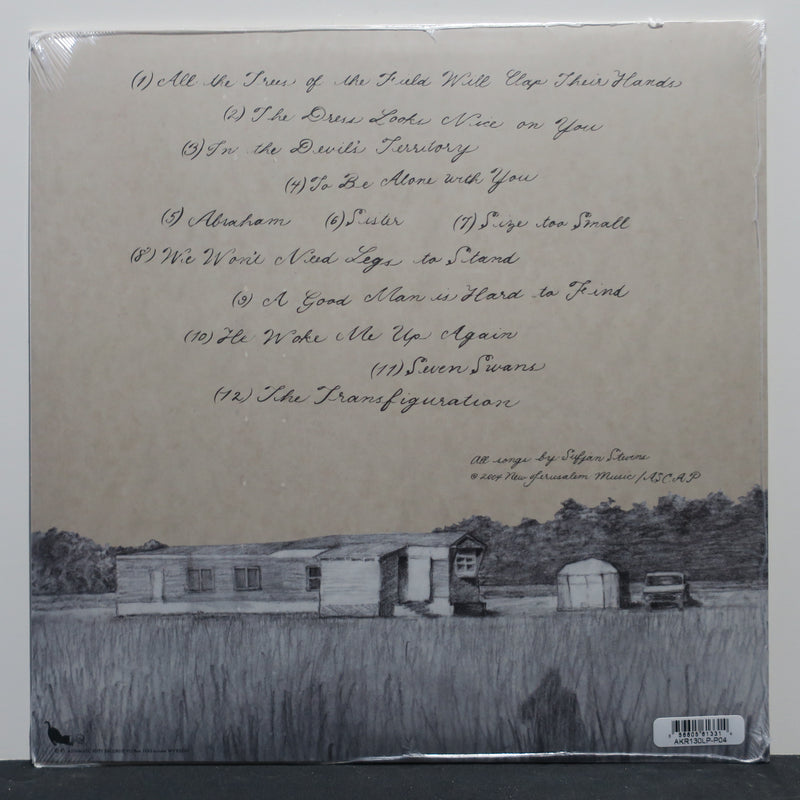 (1) All the Trees of the Field Will Clap Their Hands
(2) The Dress Looks Nice on You
(3) In the Devil's Territory
(4) To Be Alone with You
(5) Abraham (6) Sister (7) Size too Small
(8) We Won't Need Legs to Stand
(9) A Good Man is Hard to Find
(10) He Woke Me Up Again
(11) Seven Swans
(12) The Transfiguration
All songs by Sufjan Stevens
© 2004 New Jerusalem Music / ASCAP
AKR130LP-P04